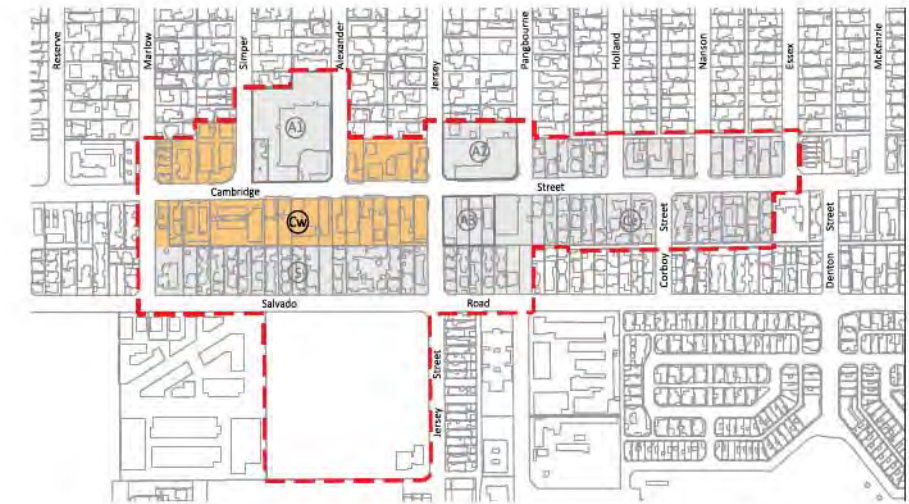 Reserve
Marlow
Simper
Alexander
Jersey
Pangbourne
Holland
Nanson
Essex
McKenzie
A1
A2
Cambridge
Street
Cw
A3
Ce
Street
Street
S
Corboy
Denton
Salvado
Road
Street
Jersey